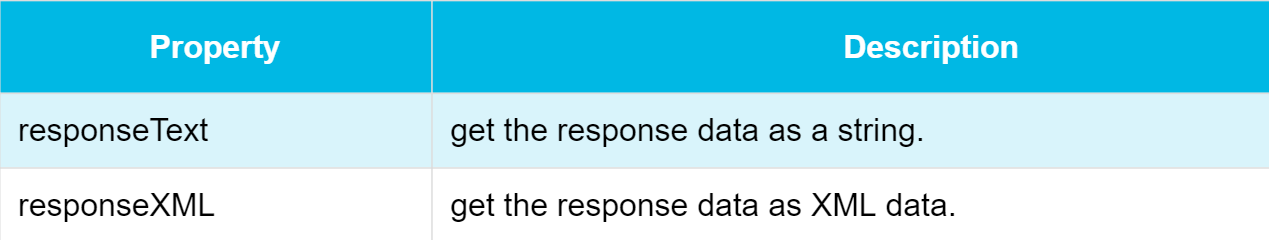 Property Description
responseText get the response data as a string.
responseXML get the response data as XML data.